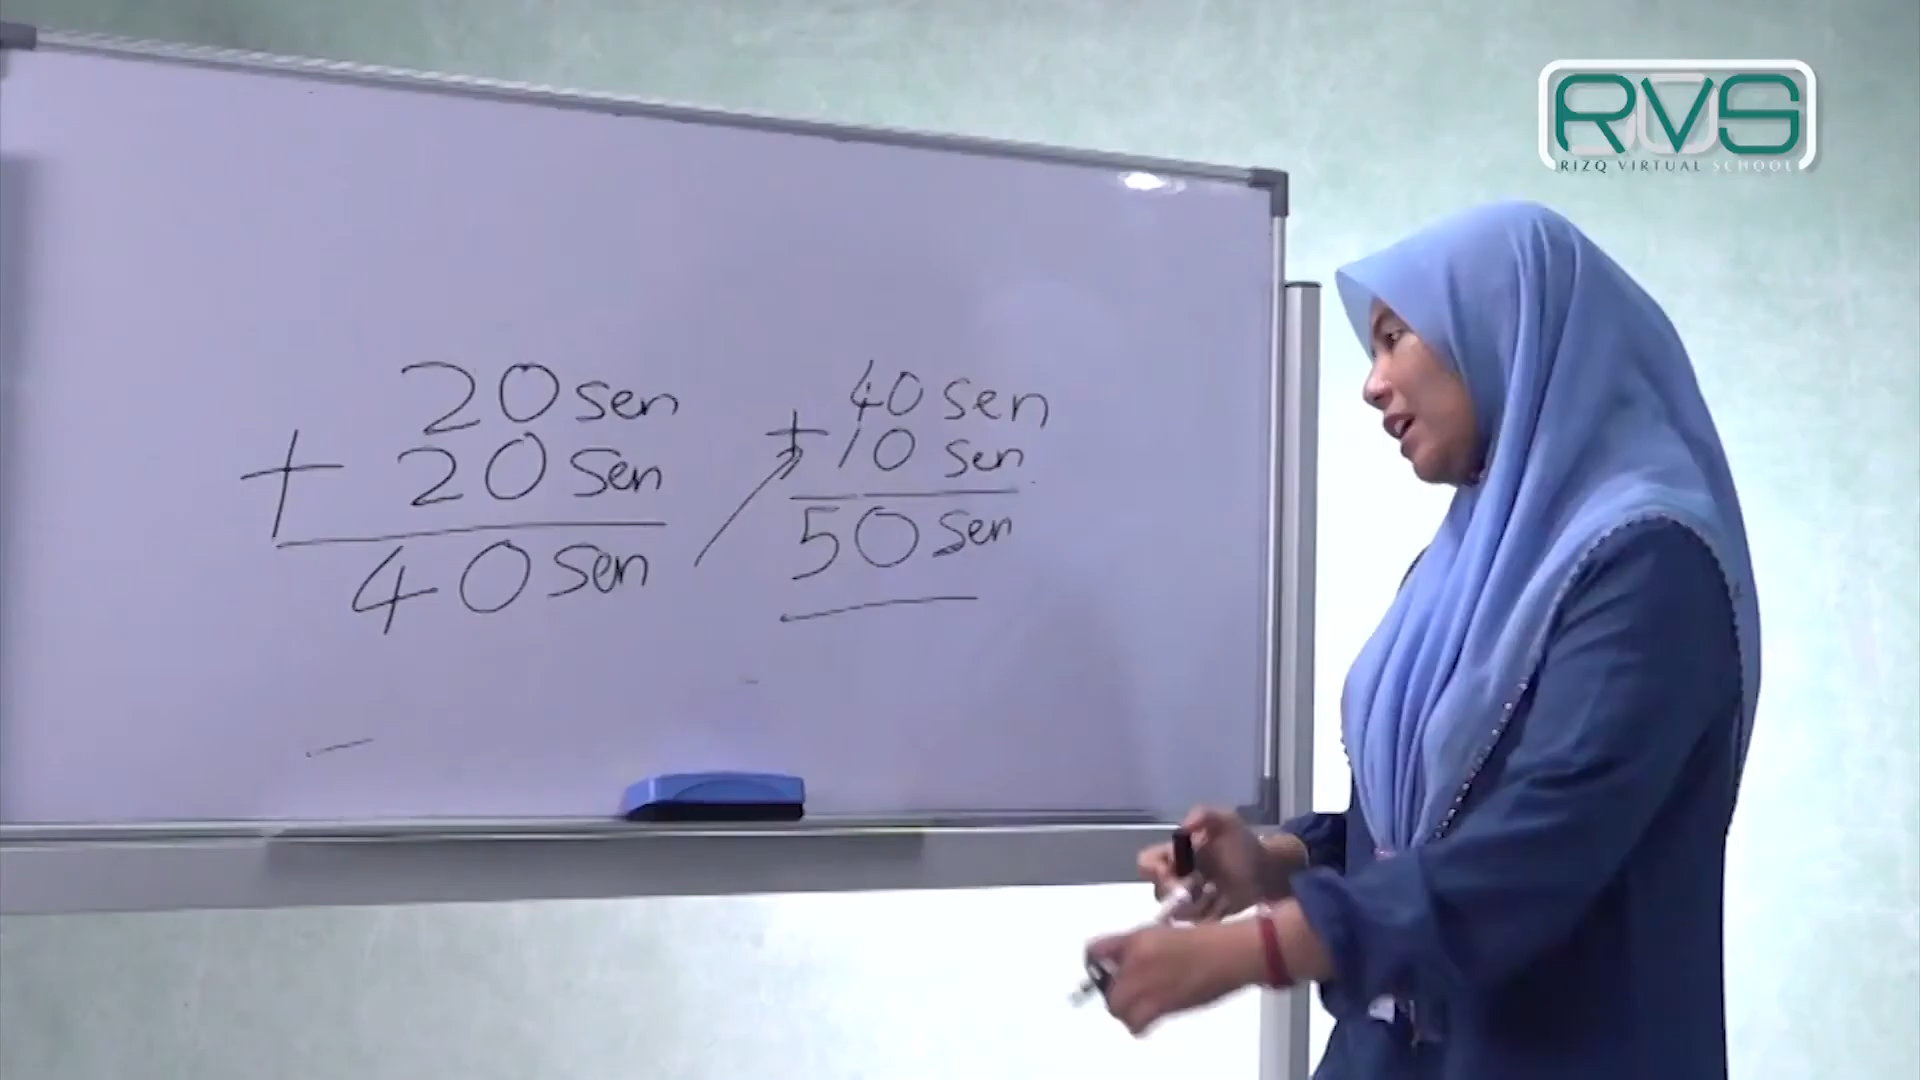 20 sen
+ 20 sen
40 sen
40 sen
+ 10 sen
50 sen
RVS
RIZQ VIRTUAL SCHOOL